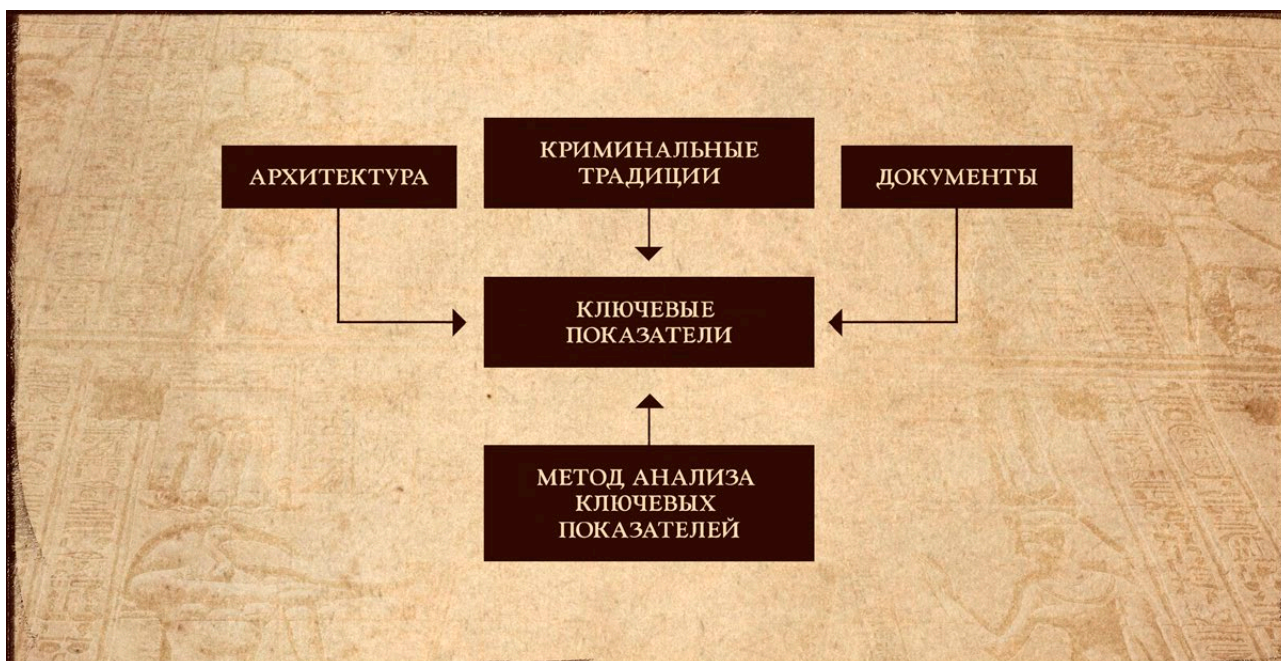 АРХИТЕКТУРА
КРИМИНАЛЬНЫЕ
ТРАДИЦИИ
ДОКУМЕНТЫ
КЛЮЧЕВЫЕ
ПОКАЗАТЕЛИ
МЕТОД АНАЛИЗА
КЛЮЧЕВЫХ
ПОКАЗАТЕЛЕЙ